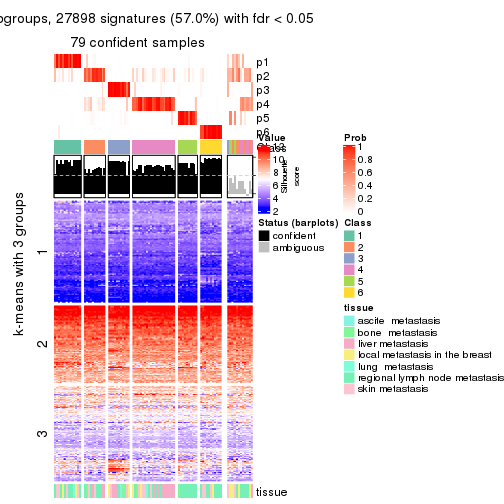 ogroups, 27898 signatures (57.0%) with fdr < 0.05
79 confident samples
p1
p2
p3
p4
p5
p6
k-means with 3 groups
1
2
3
tissue
Value
10
8
6
4
2
Silhouette
score
Status (barplots)
confident
ambiguous
Prob
1
0.8
0.6
0.4
0.2
0
Class
1
2
3
4
5
6
tissue
ascite metastasis
bone metastasis
liver metastasis
local metastasis in the breast
lung metastasis
regional lymph node metastasis
skin metastasis